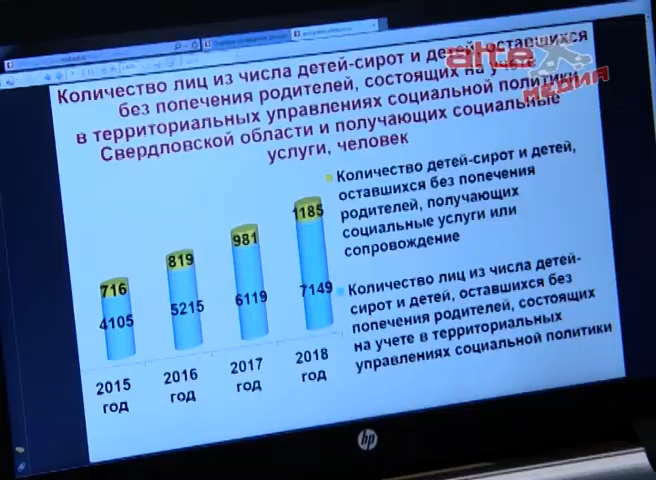 Количество лиц из числа детей-сирот и детей, оставшихся
без попечения родителей, состоящих на учете
в территориальных управлениях социальной политики
Свердловской области и получающих социальные
услуги, человек
alte
МЕДИА
1185
981
819
716
7149
6119
5215
4105
2015
год
2016
год
2017
год
2018
год
Количество детей-сирот и детей,
оставшихся без попечения
родителей, получающих
социальные услуги или
сопровождение
Количество лиц из числа детей-
сирот и детей, оставшихся без
попечения родителей, состоящих
на учете в территориальных
управлениях социальной политики
hp